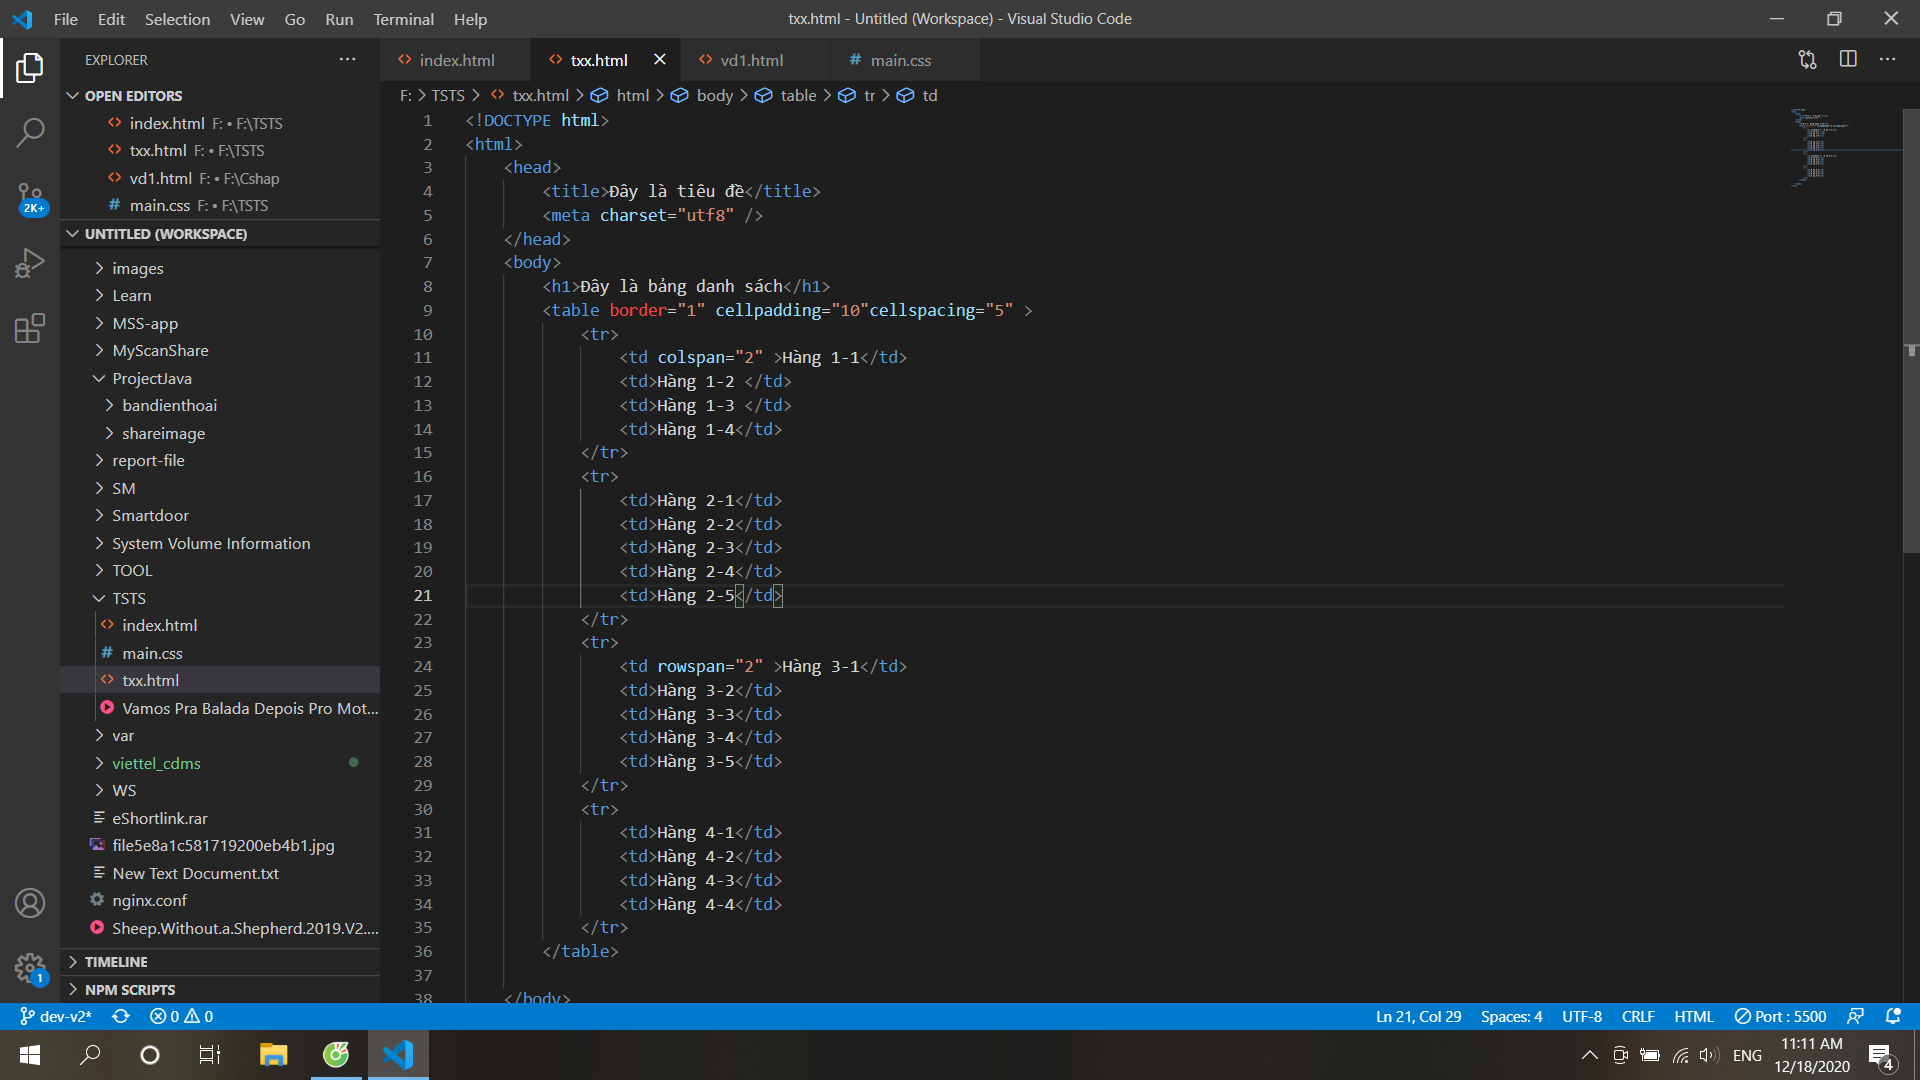 File Edit Selection View Go Run Terminal Help
txx.html - Untitled (Workspace) - Visual Studio Code
EXPLORER
OPEN EDITORS
index.html F: • F:\TSTS
txx.html F: • F:\TSTS
vd1.html F: • F:\Cshap
main.css F: • F:\TSTS
UNTITLED (WORKSPACE)
images
Learn
MSS-app
MyScanShare
ProjectJava
bandienthoai
shareimage
report-file
SM
Smartdoor
System Volume Information
TOOL
TSTS
index.html
main.css
txx.html
Vamos Pra Balada Depois Pro Mot...
var
viettel_cdms
WS
eShortlink.rar
file5e8a1c581719200eb4b1.jpg
New Text Document.txt
nginx.conf
Sheep.Without.a.Shepherd.2019.V2....
TIMELINE
NPM SCRIPTS
2K+
1
index.html txx.html vd1.html main.css
F: > TSTS > txx.html > html > body > table > tr > td
1 <!DOCTYPE html>
2 <html>
3 <head>
4 <title>Đây là tiêu đề</title>
5 <meta charset="utf8" />
6 </head>
7 <body>
8 <h1>Đây là bảng danh sách</h1>
9 <table border="1" cellpadding="10"cellspacing="5" >
10 <tr>
11 <td colspan="2" >Hàng 1-1</td>
12 <td>Hàng 1-2 </td>
13 <td>Hàng 1-3 </td>
14 <td>Hàng 1-4</td>
15 </tr>
16 <tr>
17 <td>Hàng 2-1</td>
18 <td>Hàng 2-2</td>
19 <td>Hàng 2-3</td>
20 <td>Hàng 2-4</td>
21 <td>Hàng 2-5</td>
22 </tr>
23 <tr>
24 <td rowspan="2" >Hàng 3-1</td>
25 <td>Hàng 3-2</td>
26 <td>Hàng 3-3</td>
27 <td>Hàng 3-4</td>
28 <td>Hàng 3-5</td>
29 </tr>
30 <tr>
31 <td>Hàng 4-1</td>
32 <td>Hàng 4-2</td>
33 <td>Hàng 4-3</td>
34 <td>Hàng 4-4</td>
35 </tr>
36 </table>
37
38 </body>
dev-v2* 0 0 Ln 21, Col 29 Spaces: 4 UTF-8 CRLF HTML Port : 5500
ENG
11:11 AM
12/18/2020
4